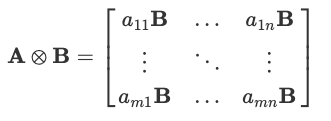 A ⊗ B = [ a₁₁B … a₁ₙB
⋮ ⋱ ⋮
aₘ₁B … aₘₙB ]